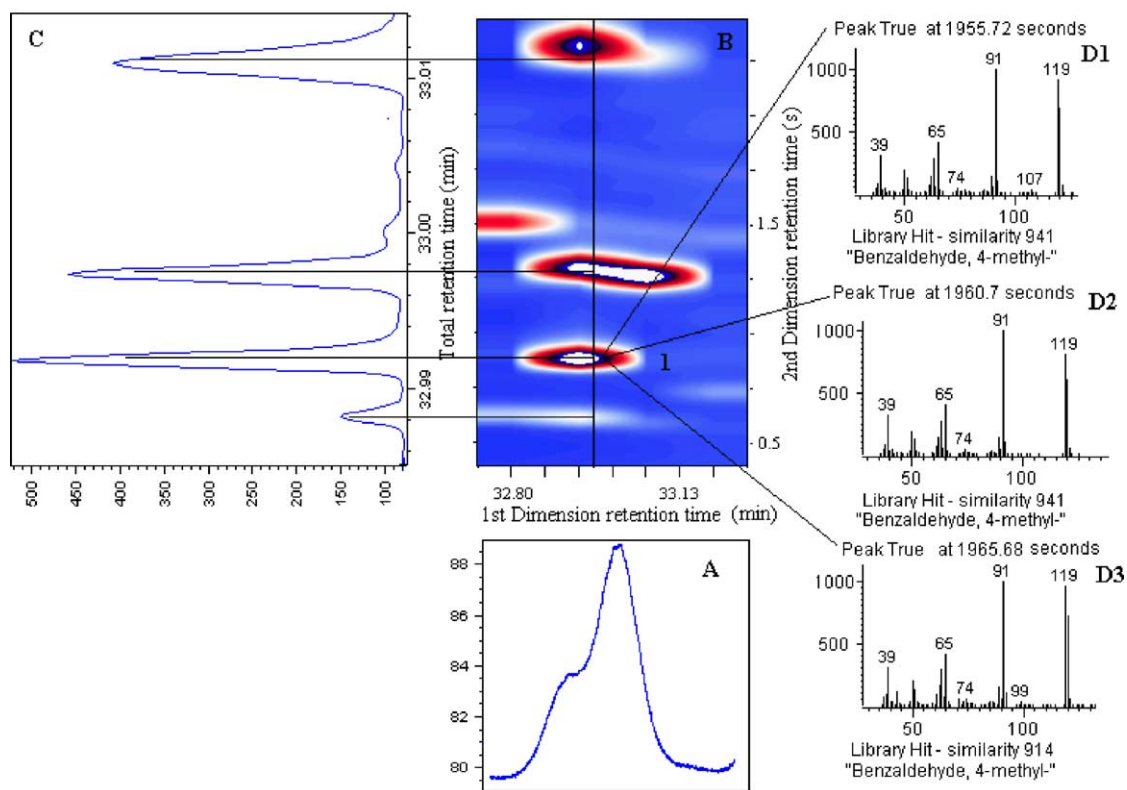 C
500
400
300
200
100
33.01
33.00
32.99
Total retention time (min)
B
1
1.5
0.5
2nd Dimension retention time (s)
32.80
33.13
1st Dimension retention time (min)
A
88
86
84
82
80
Peak True at 1955.72 seconds
D1
1000
500
39
65
74
91
107
119
50
100
Library Hit - similarity 941
"Benzaldehyde, 4-methyl-"
Peak True at 1960.7 seconds
D2
1000
500
39
65
74
91
119
50
100
Library Hit - similarity 941
"Benzaldehyde, 4-methyl-"
Peak True at 1965.68 seconds
D3
1000
500
39
65
74
91
99
119
50
100
Library Hit - similarity 914
"Benzaldehyde, 4-methyl-"